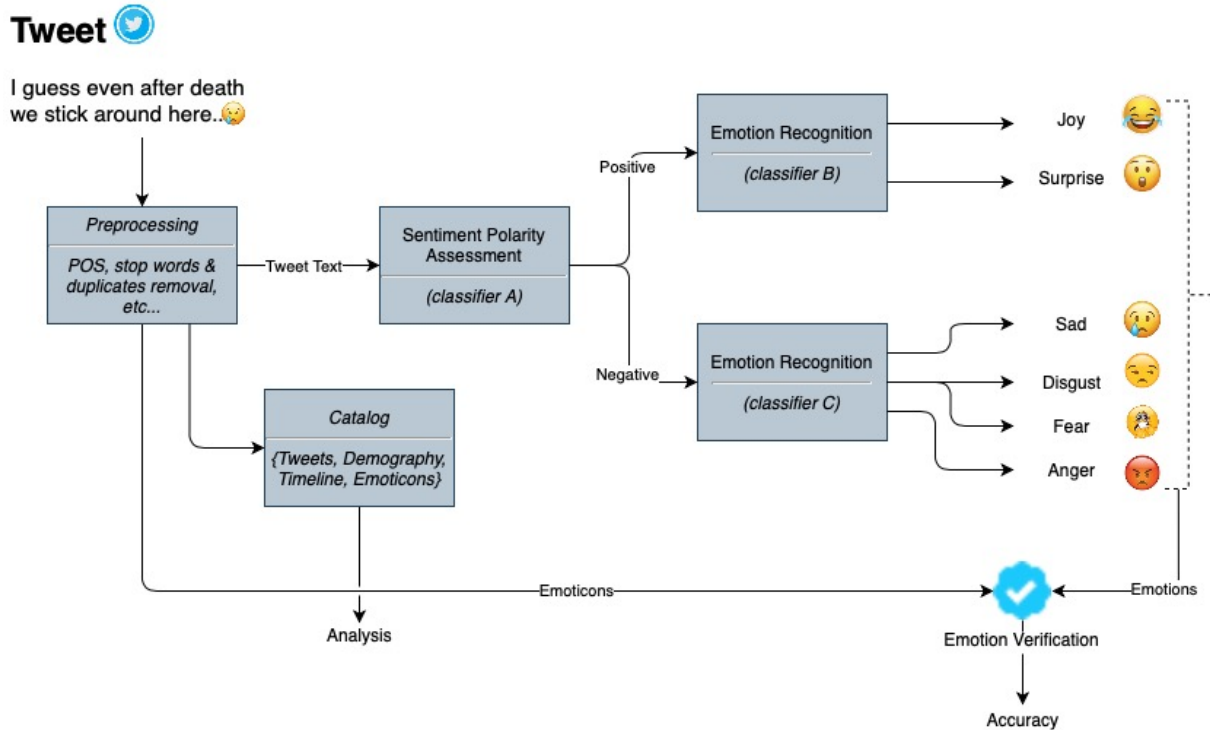 Tweet
I guess even after death
we stick around here..😢
Preprocessing
POS, stop words &
duplicates removal,
etc...
Tweet Text
Sentiment Polarity
Assessment
(classifier A)
Positive
Negative
Emotion Recognition
(classifier B)
Joy
Surprise
Emotion Recognition
(classifier C)
Sad
Disgust
Fear
Anger
Catalog
{Tweets, Demography,
Timeline, Emoticons}
Analysis
Emoticons
Emotions
Emotion Verification
Accuracy